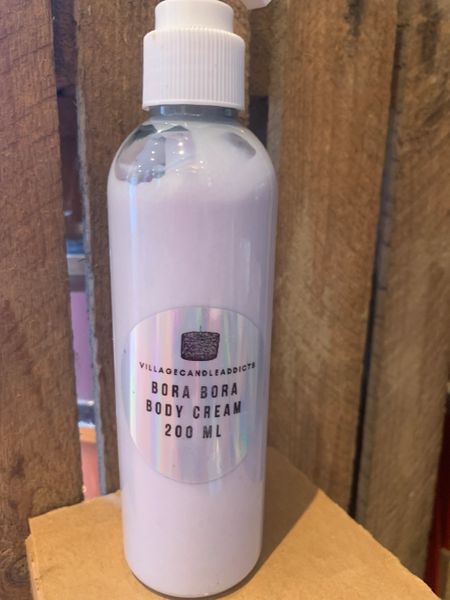 VILLAGECANDLEADDICTS
BORA BORA
BODY CREAM
200 ML